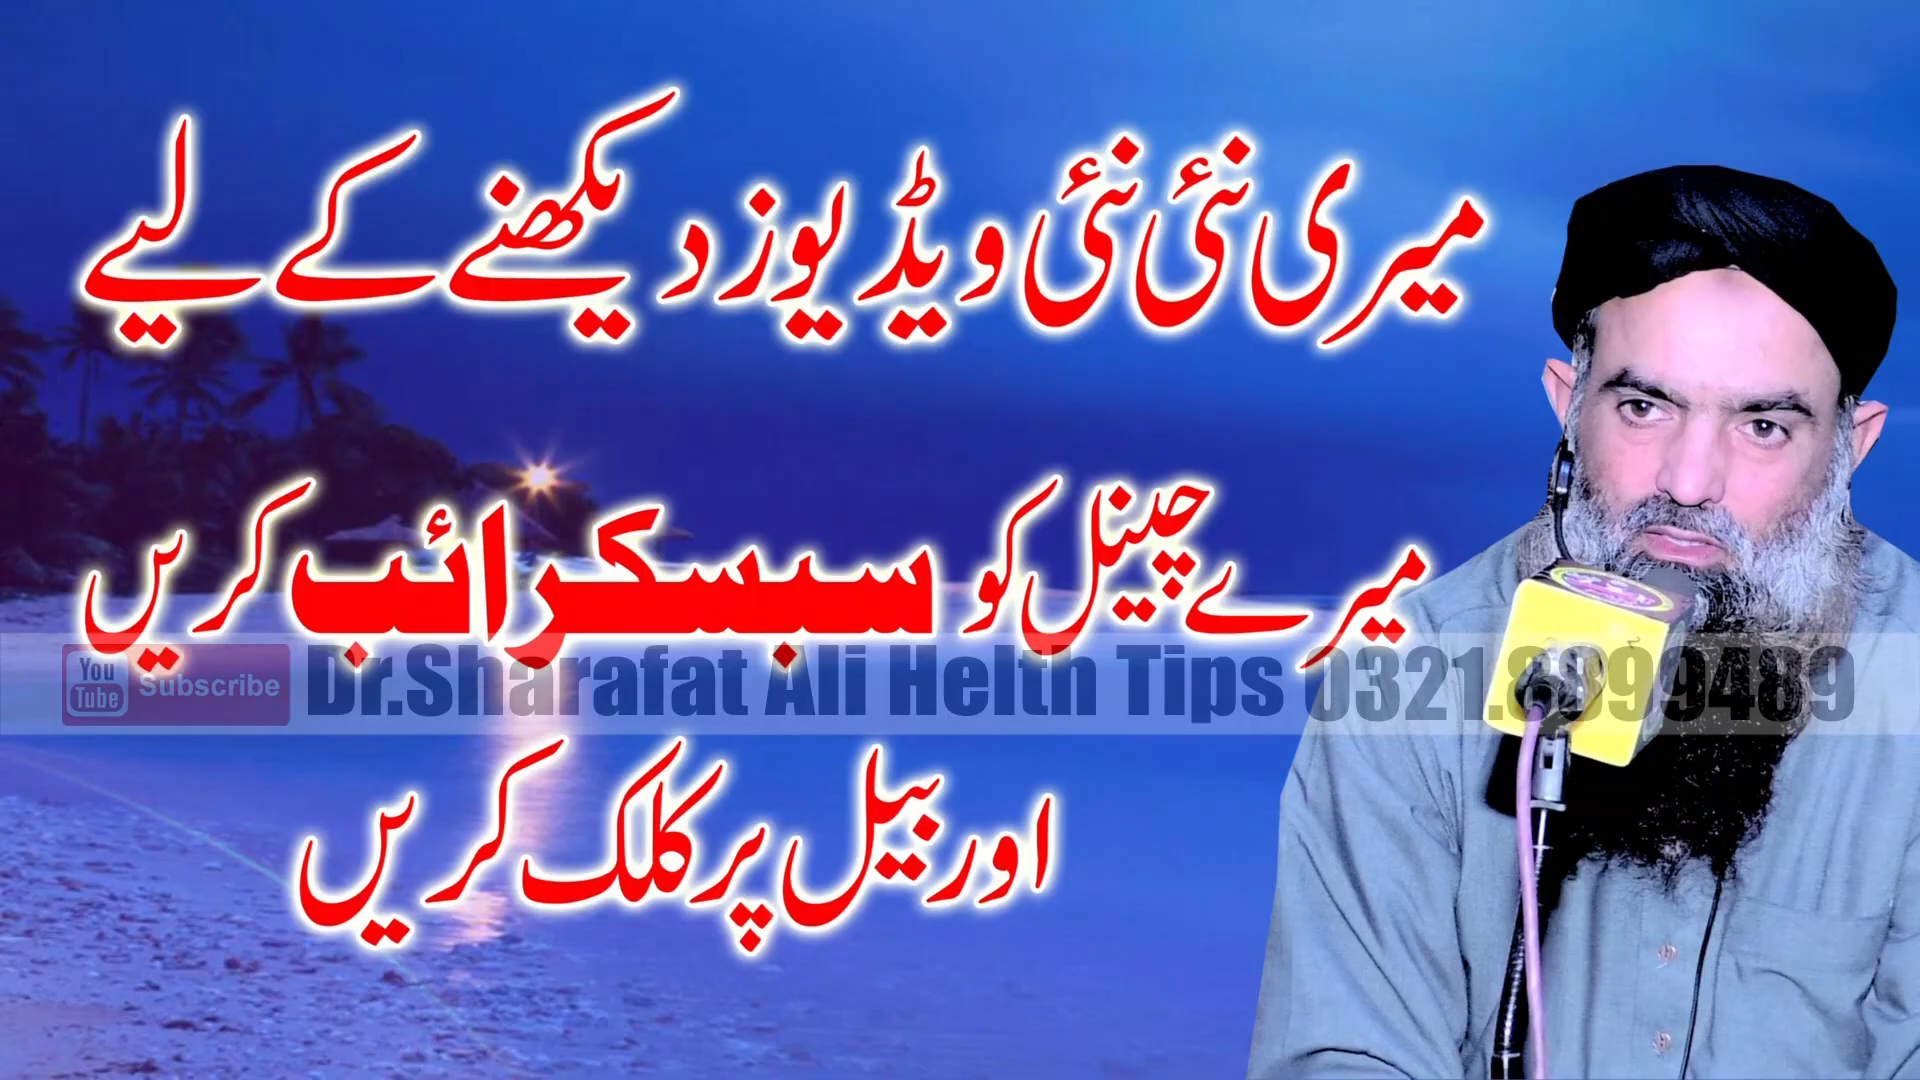 میری نئی نئی ویڈیوز دیکھنے کے لیے
میرے چینل کو سبسکرائب کریں
You Tube Subscribe Dr.Sharafat Ali Helth Tips 0321.8899489
اور بیل پر کلک کریں